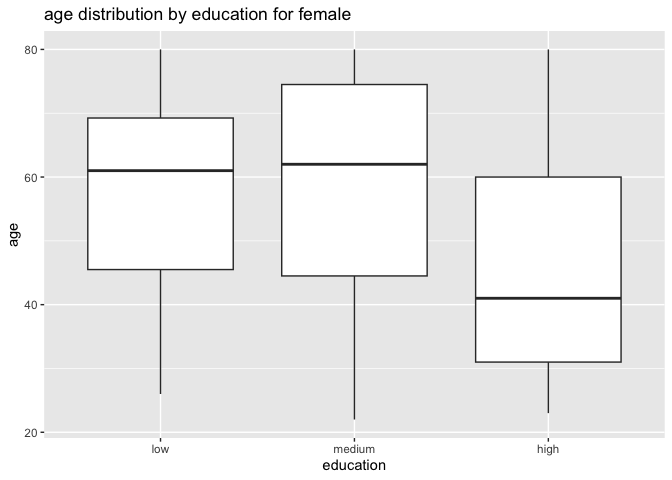 age distribution by education for female
80
60
40
20
age
low medium high
education